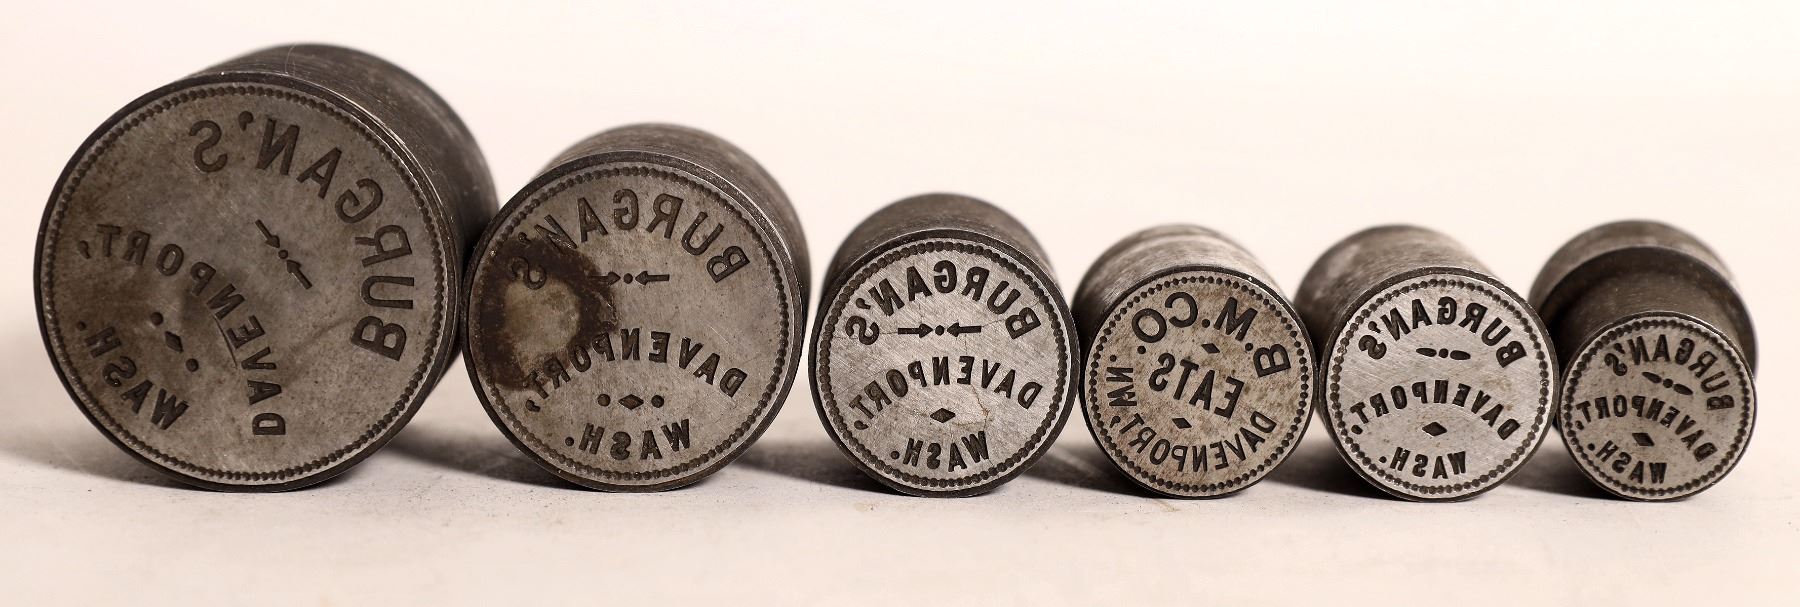 BURGAN'S
DAVENPORT,
WASH.
BURGAN'S
DAVENPORT,
WASH.
BURGAN'S
DAVENPORT,
WASH.
B.M.CO.
EATS
DAVENPORT, WN.
BURGAN'S
DAVENPORT,
WASH.
BURGAN'S
DAVENPORT,
WASH.